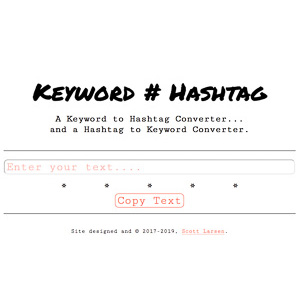 Keyword # Hashtag
A Keyword to Hashtag Converter...
and a Hashtag to Keyword Converter.
Enter your text....
* * * * *
Copy Text
Site designed and © 2017-2019. Scott Larsen.